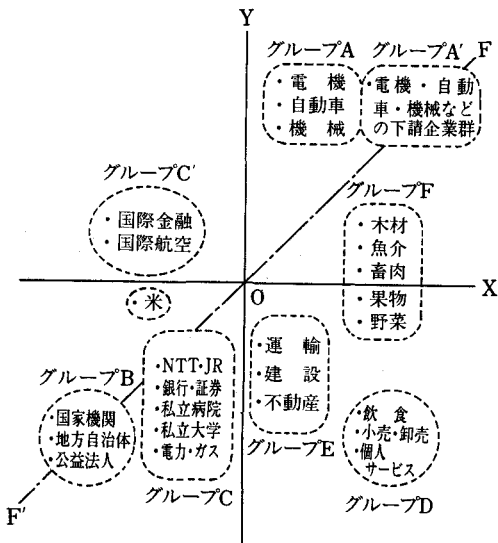 Y
グループA
グループA′
F
・電 機
・自動車
・機 械
・電機・自動
車・機械など
の下請企業群
グループC′
・国際金融
・国際航空
グループF
・木材
・魚介
・畜肉
・果物
・野菜
X
O
・米
・運 輸
・建 設
・不動産
グループE
・NTT・JR
・銀行・証券
・私立病院
・私立大学
・電力・ガス
グループC
グループB
・国家機関
・地方自治体
・公益法人
F′
・飲 食
・小売・卸売
・個人
サービス
グループD